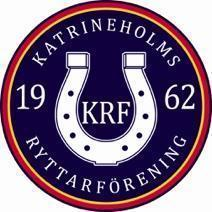 KATRINEHOLMS
19 KRF 62
RYTTARFÖRENING